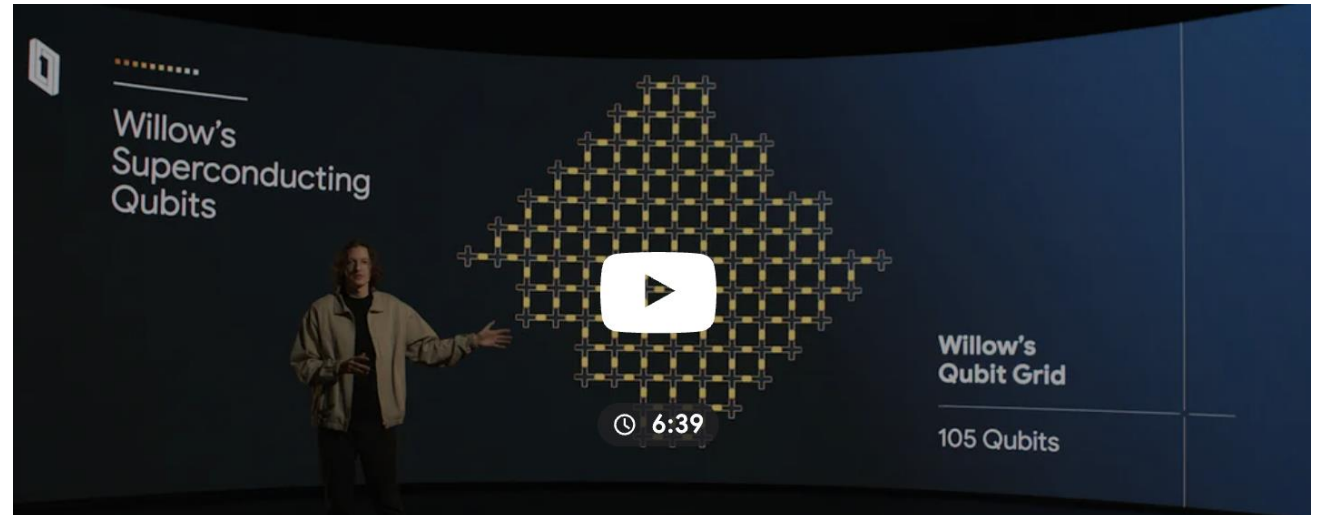 Willow's
Superconducting
Qubits
6:39
Willow's
Qubit Grid
105 Qubits